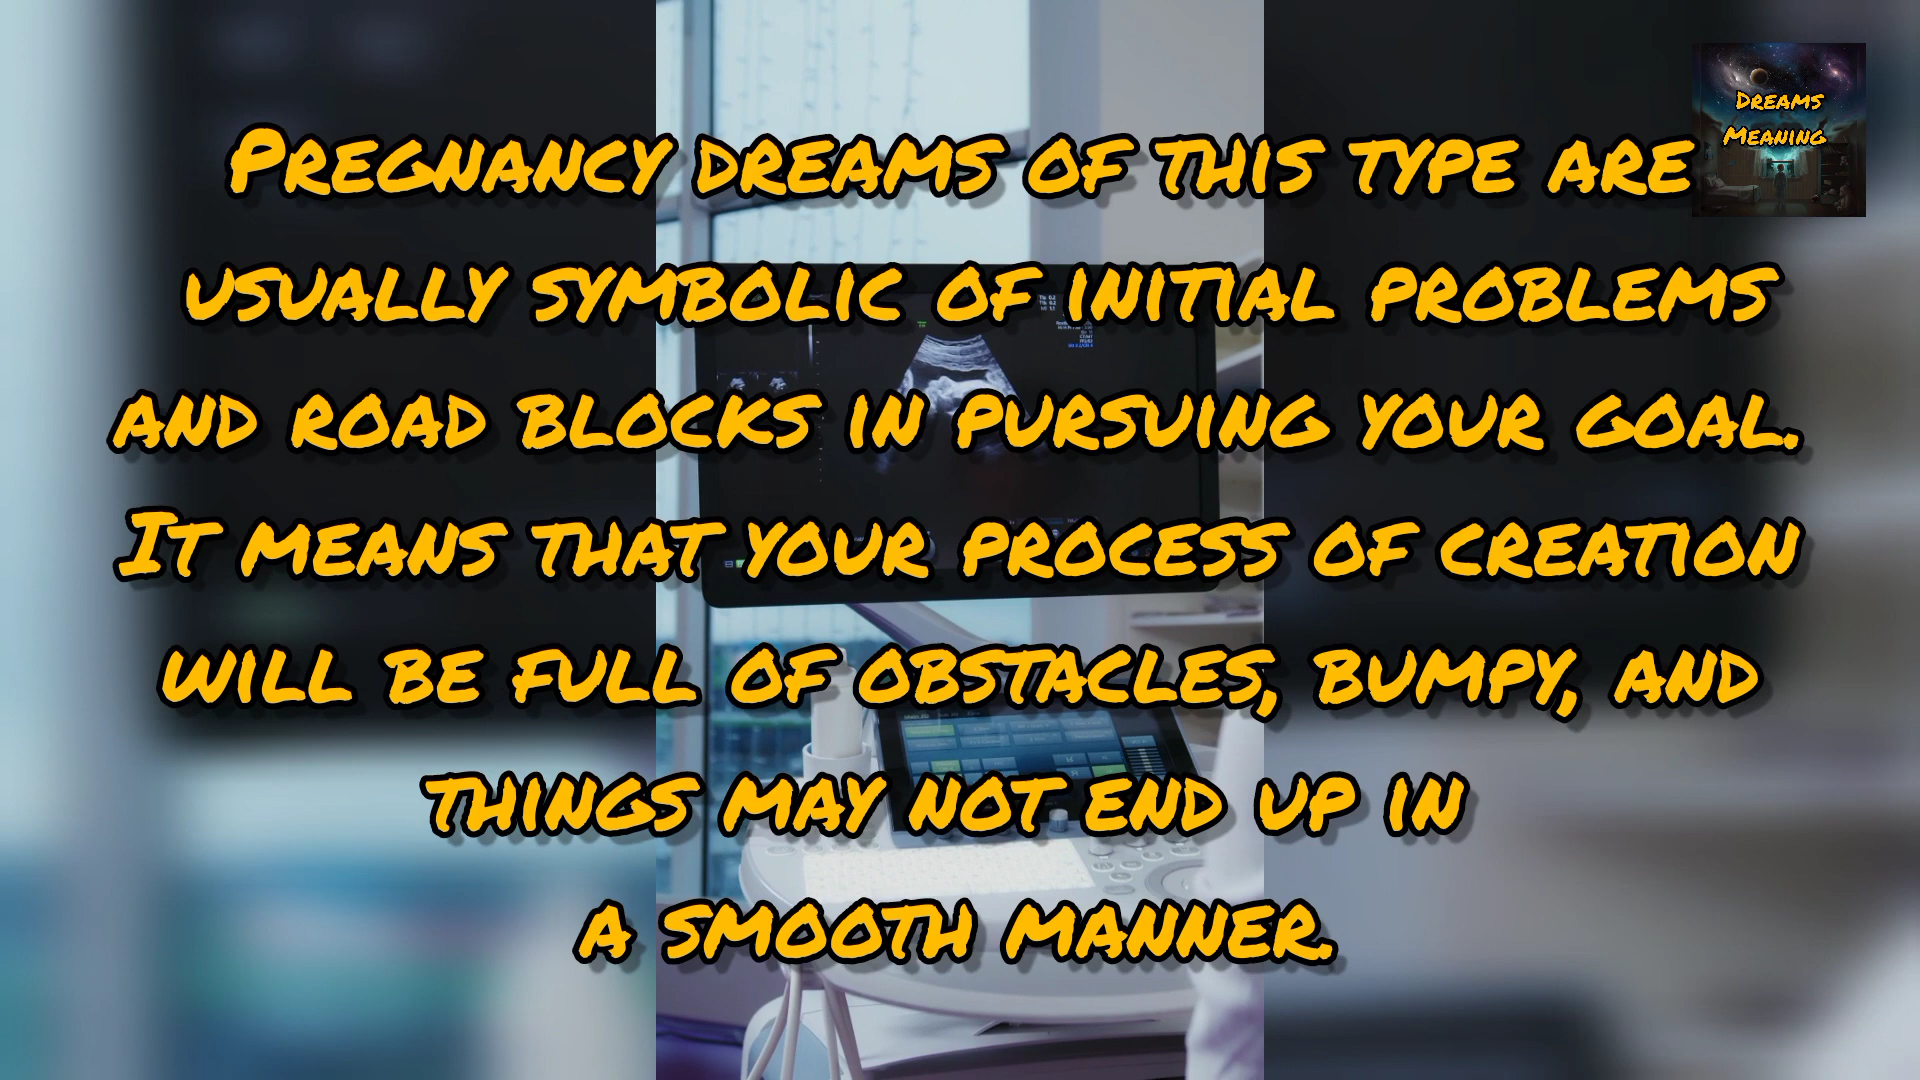 Dreams
Meaning
Pregnancy dreams of this type are
usually symbolic of initial problems
and road blocks in pursuing your goal.
It means that your process of creation
will be full of obstacles, bumpy, and
things may not end up in
a smooth manner.